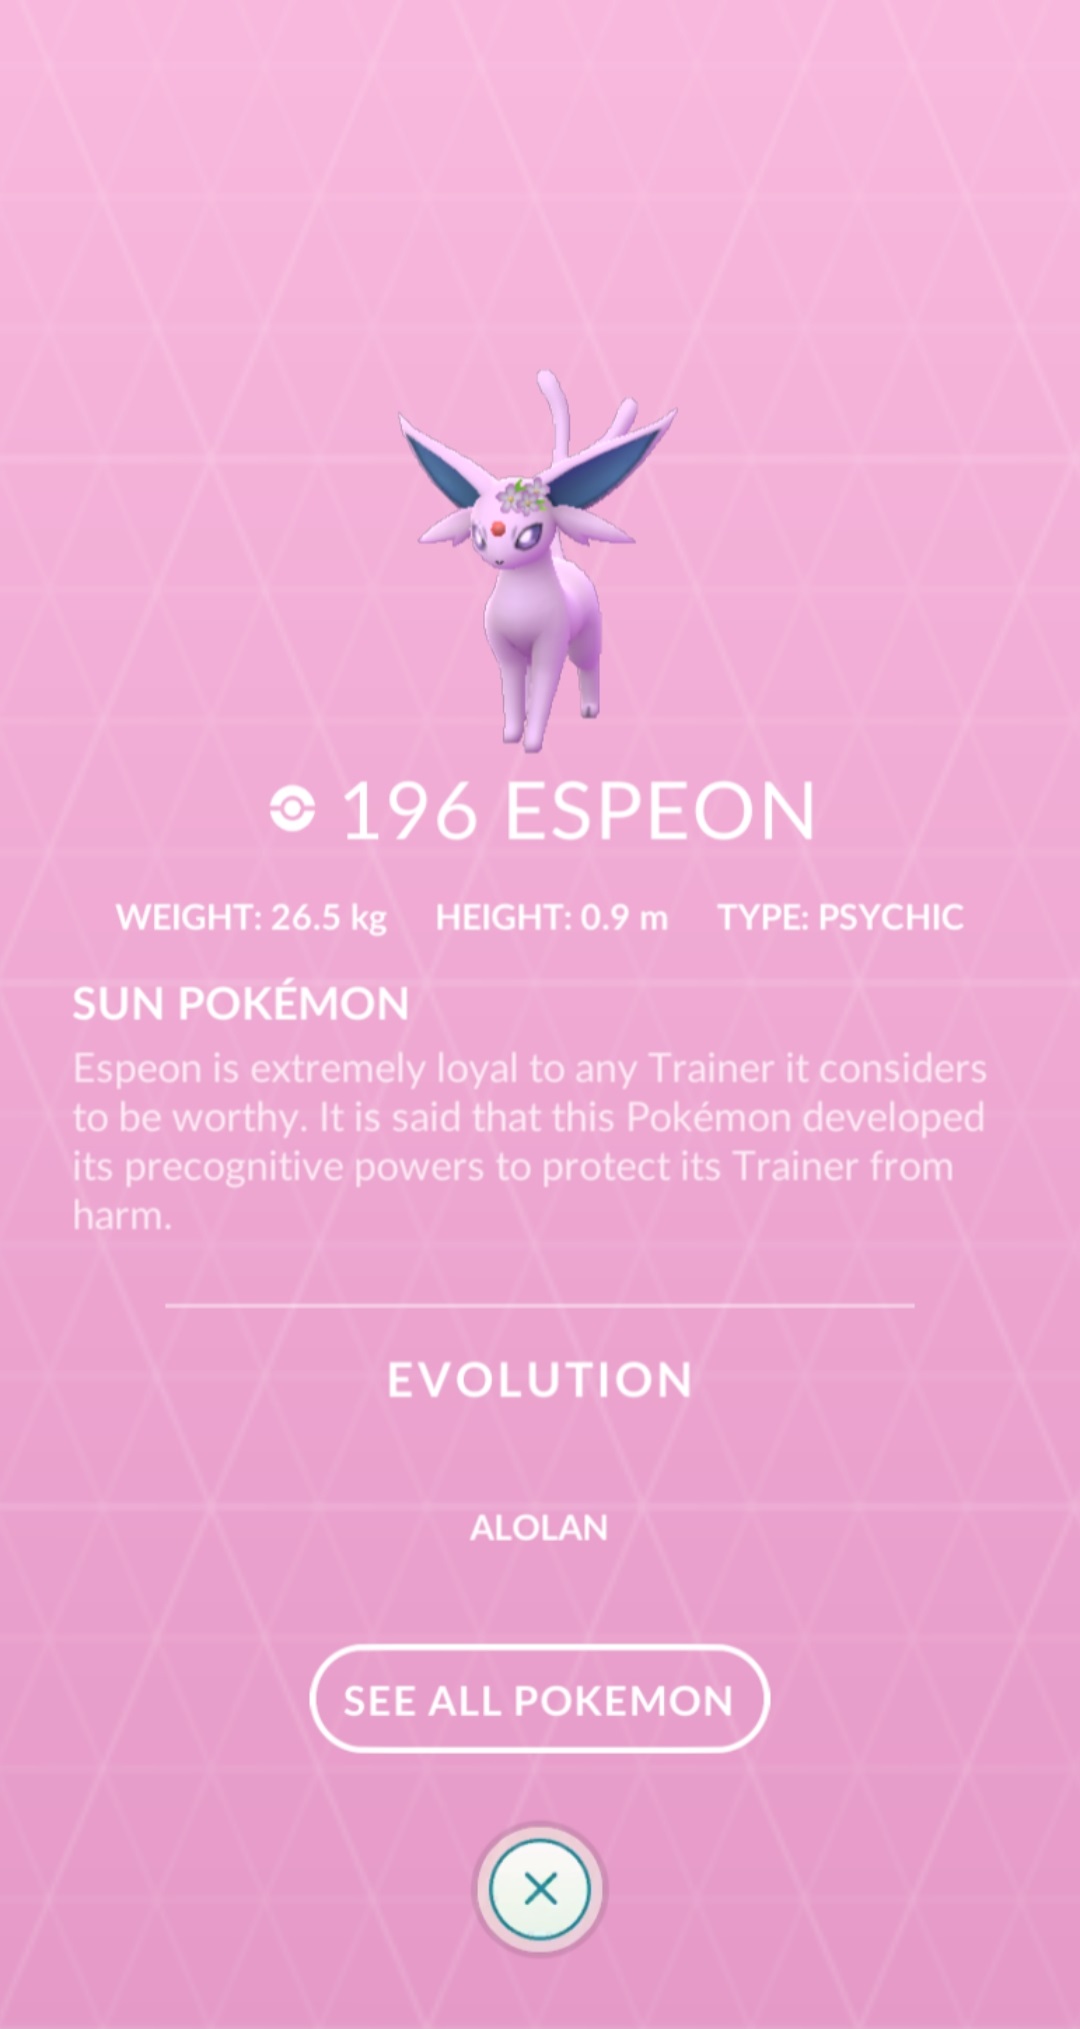 196 ESPEON
WEIGHT: 26.5 kg HEIGHT: 0.9 m TYPE: PSYCHIC
SUN POKÉMON
Espeon is extremely loyal to any Trainer it considers
to be worthy. It is said that this Pokémon developed
its precognitive powers to protect its Trainer from
harm.
EVOLUTION
ALOLAN
SEE ALL POKEMON